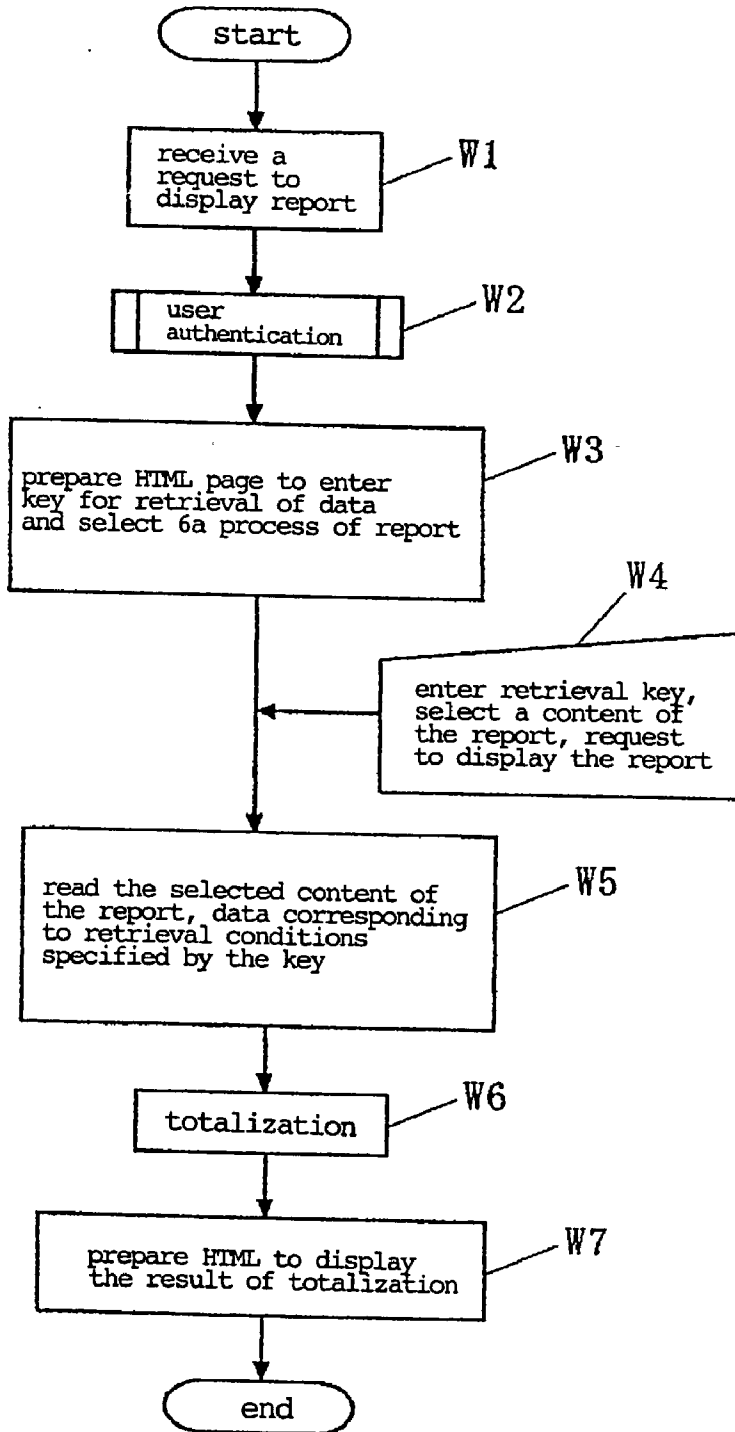 start
receive a
request to
display report
W1
user
authentication
W2
prepare HTML page to enter
key for retrieval of data
and select 6a process of report
W3
W4
enter retrieval key,
select a content of
the report, request
to display the report
read the selected content of
the report, data corresponding
to retrieval conditions
specified by the key
W5
totalization
W6
prepare HTML to display
the result of totalization
W7
end